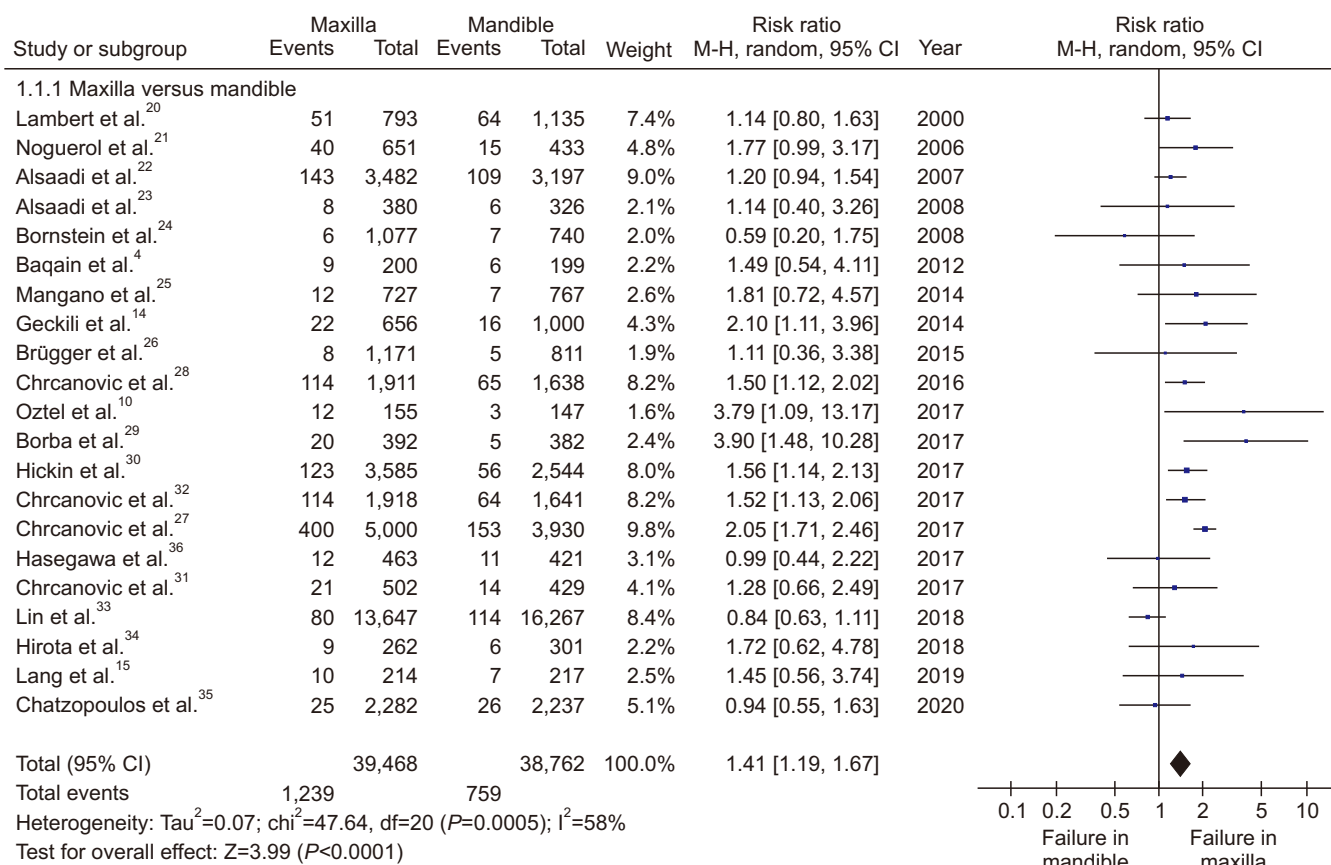 Maxilla Mandible Risk ratio Risk ratio
Study or subgroup Events Total Events Total Weight M-H, random, 95% CI Year M-H, random, 95% CI
1.1.1 Maxilla versus mandible
Lambert et al.20 51 793 64 1,135 7.4% 1.14 [0.80, 1.63] 2000
Noguerol et al.21 40 651 15 433 4.8% 1.77 [0.99, 3.17] 2006
Alsaadi et al.22 143 3,482 109 3,197 9.0% 1.20 [0.94, 1.54] 2007
Alsaadi et al.23 8 380 6 326 2.1% 1.14 [0.40, 3.26] 2008
Bornstein et al.24 6 1,077 7 740 2.0% 0.59 [0.20, 1.75] 2008
Baqain et al.4 9 200 6 199 2.2% 1.49 [0.54, 4.11] 2012
Mangano et al.25 12 727 7 767 2.6% 1.81 [0.72, 4.57] 2014
Geckili et al.14 22 656 16 1,000 4.3% 2.10 [1.11, 3.96] 2014
Brügger et al.26 8 1,171 5 811 1.9% 1.11 [0.36, 3.38] 2015
Chrcanovic et al.28 114 1,911 65 1,638 8.2% 1.50 [1.12, 2.02] 2016
Oztel et al.10 12 155 3 147 1.6% 3.79 [1.09, 13.17] 2017
Borba et al.29 20 392 5 382 2.4% 3.90 [1.48, 10.28] 2017
Hickin et al.30 123 3,585 56 2,544 8.0% 1.56 [1.14, 2.13] 2017
Chrcanovic et al.32 114 1,918 64 1,641 8.2% 1.52 [1.13, 2.06] 2017
Chrcanovic et al.27 400 5,000 153 3,930 9.8% 2.05 [1.71, 2.46] 2017
Hasegawa et al.36 12 463 11 421 3.1% 0.99 [0.44, 2.22] 2017
Chrcanovic et al.31 21 502 14 429 4.1% 1.28 [0.66, 2.49] 2017
Lin et al.33 80 13,647 114 16,267 8.4% 0.84 [0.63, 1.11] 2018
Hirota et al.34 9 262 6 301 2.2% 1.72 [0.62, 4.78] 2018
Lang et al.15 10 214 7 217 2.5% 1.45 [0.56, 3.74] 2019
Chatzopoulos et al.35 25 2,282 26 2,237 5.1% 0.94 [0.55, 1.63] 2020
Total (95% CI) 39,468 38,762 100.0% 1.41 [1.19, 1.67]
Total events 1,239 759
Heterogeneity: Tau2=0.07; chi2=47.64, df=20 (P=0.0005); I2=58%
Test for overall effect: Z=3.99 (P<0.0001)
0.1 0.2 0.5 1 2 5 10
Failure in Failure in
mandible maxilla